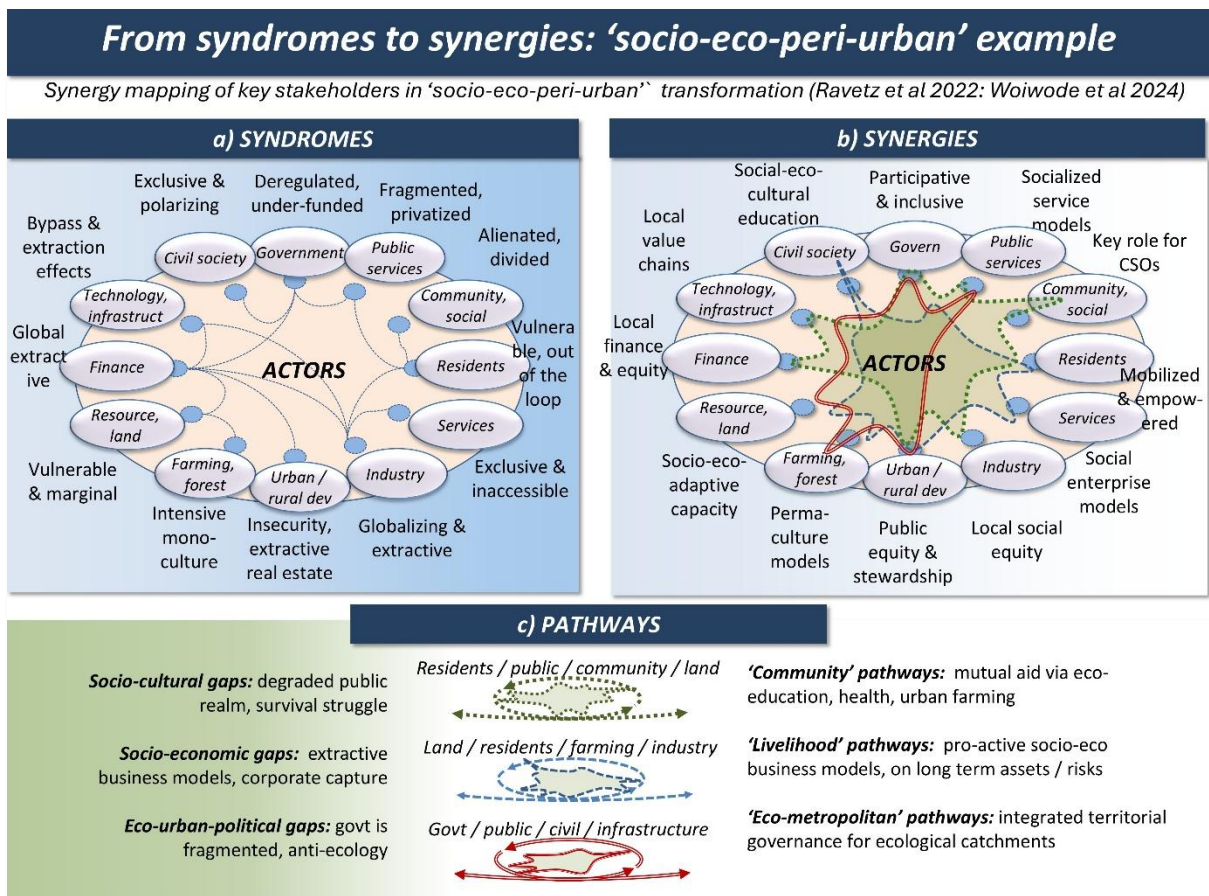 From syndromes to synergies: ‘socio-eco-peri-urban’ example
Synergy mapping of key stakeholders in ‘socio-eco-peri-urban’` transformation (Ravetz et al 2022: Woiwode et al 2024)
a) SYNDROMES
Exclusive &
polarizing
Deregulated,
under-funded
Fragmented,
privatized
Bypass &
extraction
effects
Alienated,
divided
Civil society
Government
Public
services
Technology,
infrastruct
Community,
social
Global
extract
ive
Finance
ACTORS
Residents
Vulnera
ble, out
of the
loop
Resource,
land
Services
Vulnerable
& marginal
Farming,
forest
Urban /
rural dev
Industry
Exclusive &
inaccessible
Intensive
mono-
culture
Insecurity,
extractive
real estate
Globalizing &
extractive
b) SYNERGIES
Social-eco-
cultural
education
Participative
& inclusive
Socialized
service
models
Local
value
chains
Key role for
CSOs
Civil society
Govern
Public
services
Technology,
infrastruct
Community,
social
Local
finance
& equity
Finance
ACTORS
Residents
Mobilized
& empow-
ered
Resource,
land
Services
Socio-eco-
adaptive
capacity
Farming,
forest
Urban /
rural dev
Industry
Social
enterprise
models
Perma-
culture
models
Public
equity &
stewardship
Local social
equity
c) PATHWAYS
Socio-cultural gaps: degraded public
realm, survival struggle
Residents / public / community / land
‘Community’ pathways: mutual aid via eco-
education, health, urban farming
Socio-economic gaps: extractive
business models, corporate capture
Land / residents / farming / industry
‘Livelihood’ pathways: pro-active socio-eco
business models, on long term assets / risks
Eco-urban-political gaps: govt is
fragmented, anti-ecology
Govt / public / civil / infrastructure
‘Eco-metropolitan’ pathways: integrated territorial
governance for ecological catchments